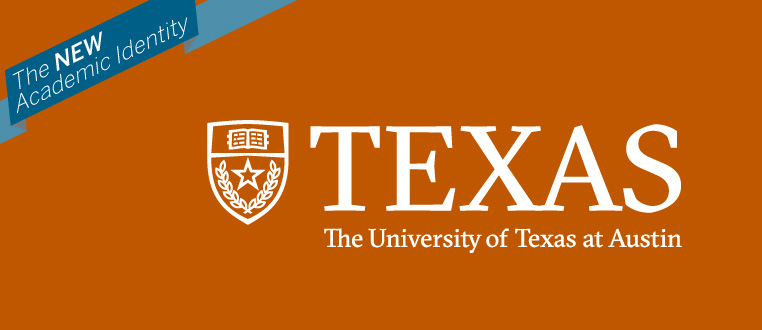 The NEW
Academic Identity
TEXAS
The University of Texas at Austin